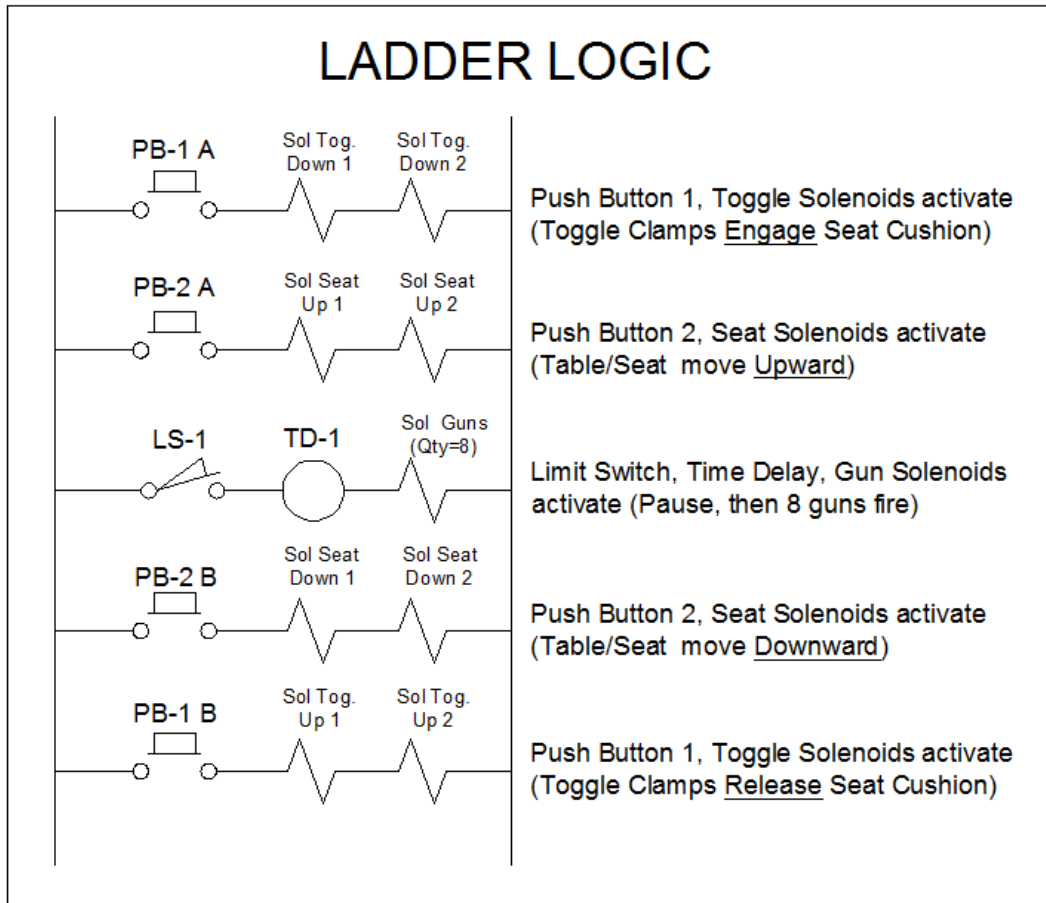 LADDER LOGIC
PB-1 A
Sol Tog.
Down 1
Sol Tog.
Down 2
Push Button 1, Toggle Solenoids activate
(Toggle Clamps Engage Seat Cushion)
PB-2 A
Sol Seat
Up 1
Sol Seat
Up 2
Push Button 2, Seat Solenoids activate
(Table/Seat move Upward)
LS-1
TD-1
Sol Guns
(Qty=8)
Limit Switch, Time Delay, Gun Solenoids
activate (Pause, then 8 guns fire)
PB-2 B
Sol Seat
Down 1
Sol Seat
Down 2
Push Button 2, Seat Solenoids activate
(Table/Seat move Downward)
PB-1 B
Sol Tog.
Up 1
Sol Tog.
Up 2
Push Button 1, Toggle Solenoids activate
(Toggle Clamps Release Seat Cushion)